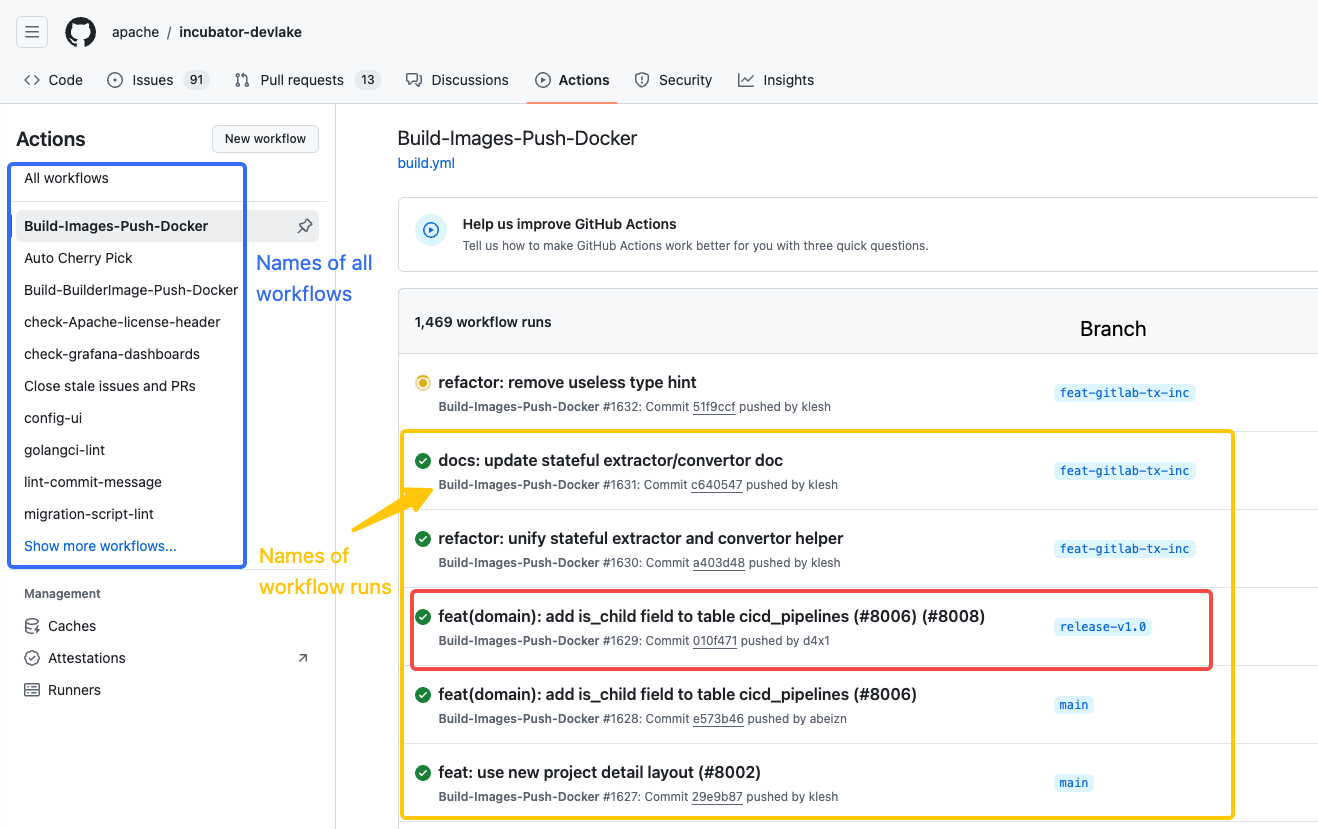 apache / incubator-devlake
Code
Issues 91
Pull requests 13
Discussions
Actions
Security
Insights
Actions
New workflow
All workflows
Build-Images-Push-Docker
Auto Cherry Pick
Build-BuilderImage-Push-Docker
check-Apache-license-header
check-grafana-dashboards
Close stale issues and PRs
config-ui
golangci-lint
lint-commit-message
migration-script-lint
Show more workflows...
Names of all
workflows
Management
Caches
Attestations
Runners
Build-Images-Push-Docker
build.yml
Help us improve GitHub Actions
Tell us how to make GitHub Actions work better for you with three quick questions.
1,469 workflow runs
Branch
refactor: remove useless type hint
Build-Images-Push-Docker #1632: Commit 51f9ccf pushed by klesh
feat-gitlab-tx-inc
docs: update stateful extractor/convertor doc
Build-Images-Push-Docker #1631: Commit c640547 pushed by klesh
feat-gitlab-tx-inc
Names of
workflow runs
refactor: unify stateful extractor and convertor helper
Build-Images-Push-Docker #1630: Commit a403d48 pushed by klesh
feat-gitlab-tx-inc
feat(domain): add is_child field to table cicd_pipelines (#8006) (#8008)
Build-Images-Push-Docker #1629: Commit 010f471 pushed by d4x1
release-v1.0
feat(domain): add is_child field to table cicd_pipelines (#8006)
Build-Images-Push-Docker #1628: Commit e573b46 pushed by abeizn
main
feat: use new project detail layout (#8002)
Build-Images-Push-Docker #1627: Commit 29e9b87 pushed by klesh
main